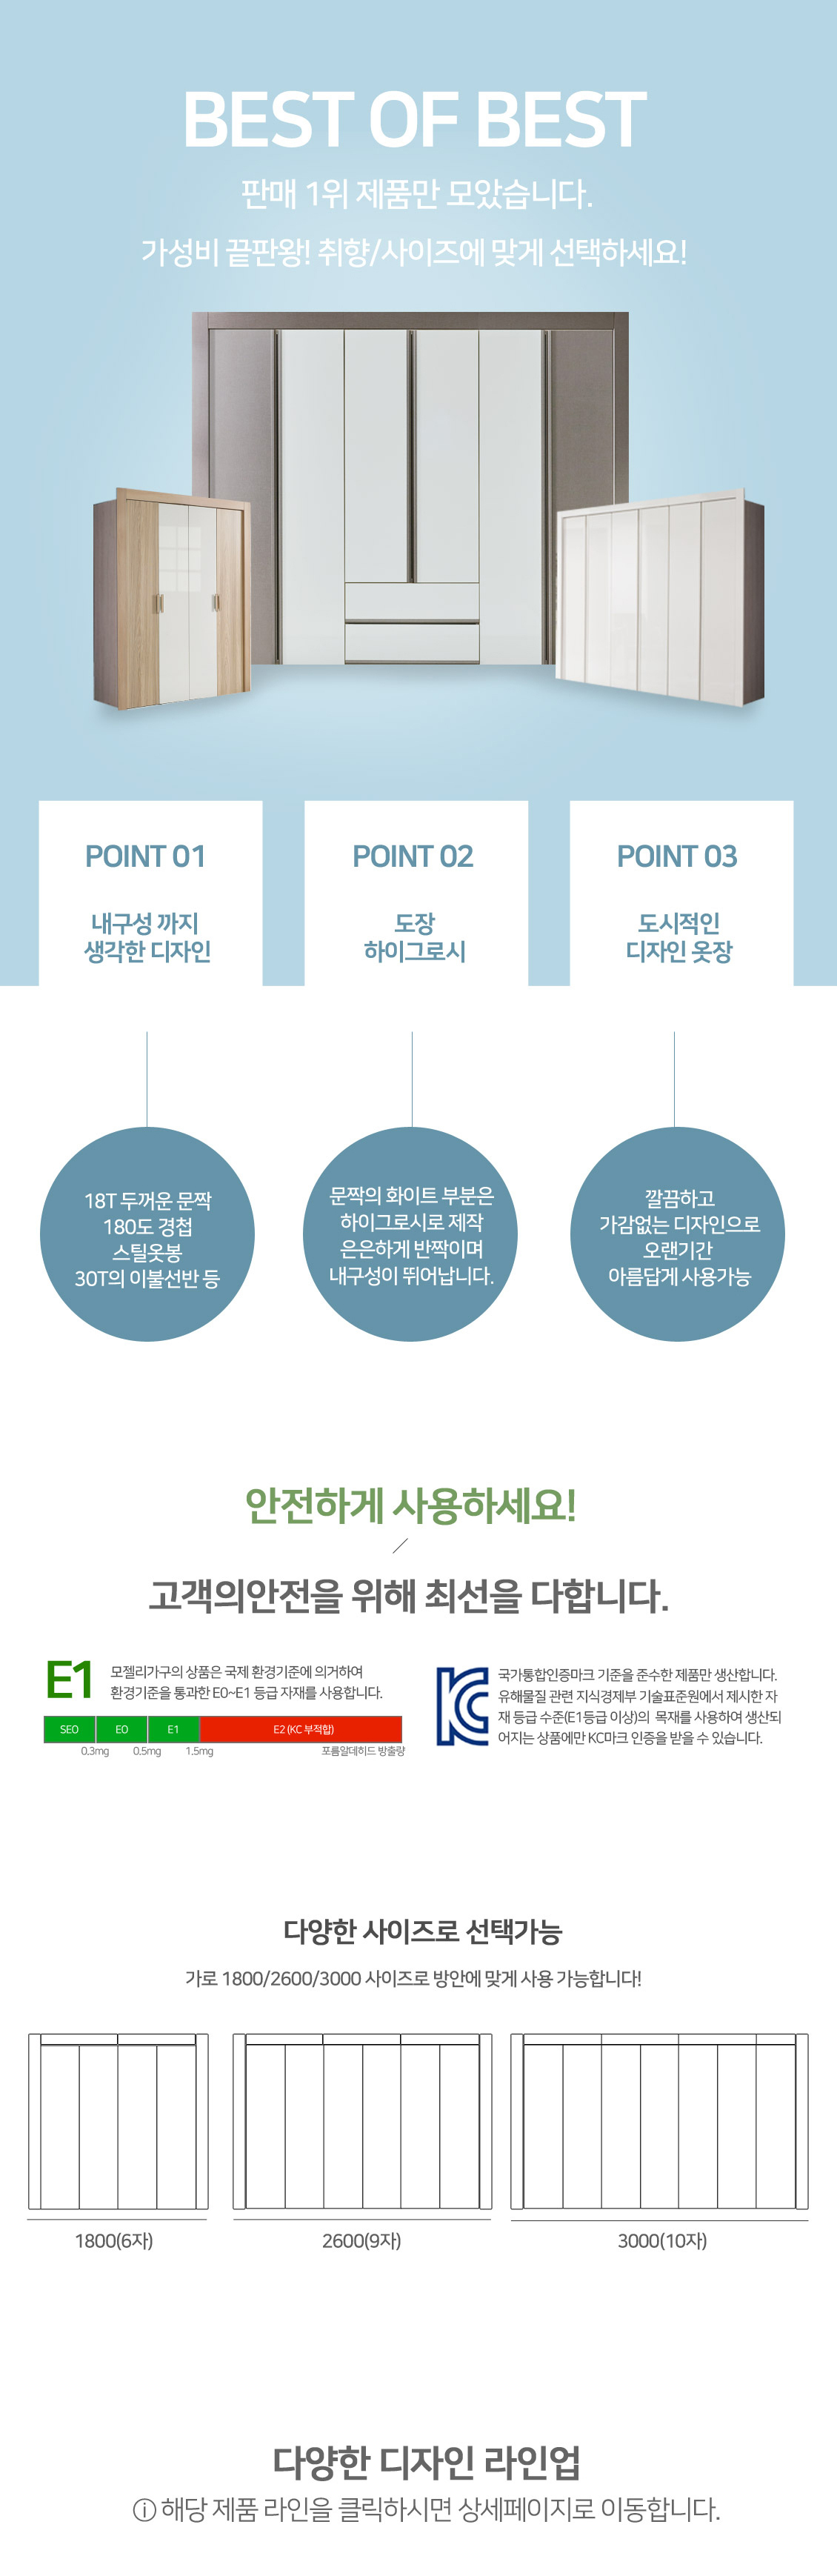 BEST OF BEST
판매 1위 제품만 모았습니다.
가성비 끝판왕! 취향/사이즈에 맞게 선택하세요!
POINT 01
내구성 까지
생각한 디자인
POINT 02
도장
하이그로시
POINT 03
도시적인
디자인 옷장
18T 두꺼운 문짝
180도 경첩
스틸옷봉
30T의 이불선반 등
문짝의 화이트 부분은
하이그로시로 제작
은은하게 반짝이며
내구성이 뛰어납니다.
깔끔하고
가감없는 디자인으로
오랜기간
아름답게 사용가능
안전하게 사용하세요!
고객의안전을 위해 최선을 다합니다.
E1
모젤리가구의 상품은 국제 환경기준에 의거하여
환경기준을 통과한 E0~E1 등급 자재를 사용합니다.
SE0 E0 E1 E2 (KC 부적합)
0.3mg 0.5mg 1.5mg 포름알데히드 방출량
KC
국가통합인증마크 기준을 준수한 제품만 생산합니다.
유해물질 관련 지식경제부 기술표준원에서 제시한 자
재 등급 수준(E1등급 이상)의 목재를 사용하여 생산되
어지는 상품에만 KC마크 인증을 받을 수 있습니다.
다양한 사이즈로 선택가능
가로 1800/2600/3000 사이즈로 방안에 맞게 사용 가능합니다!
1800(6자) 2600(9자) 3000(10자)
다양한 디자인 라인업
ⓘ 해당 제품 라인을 클릭하시면 상세페이지로 이동합니다.